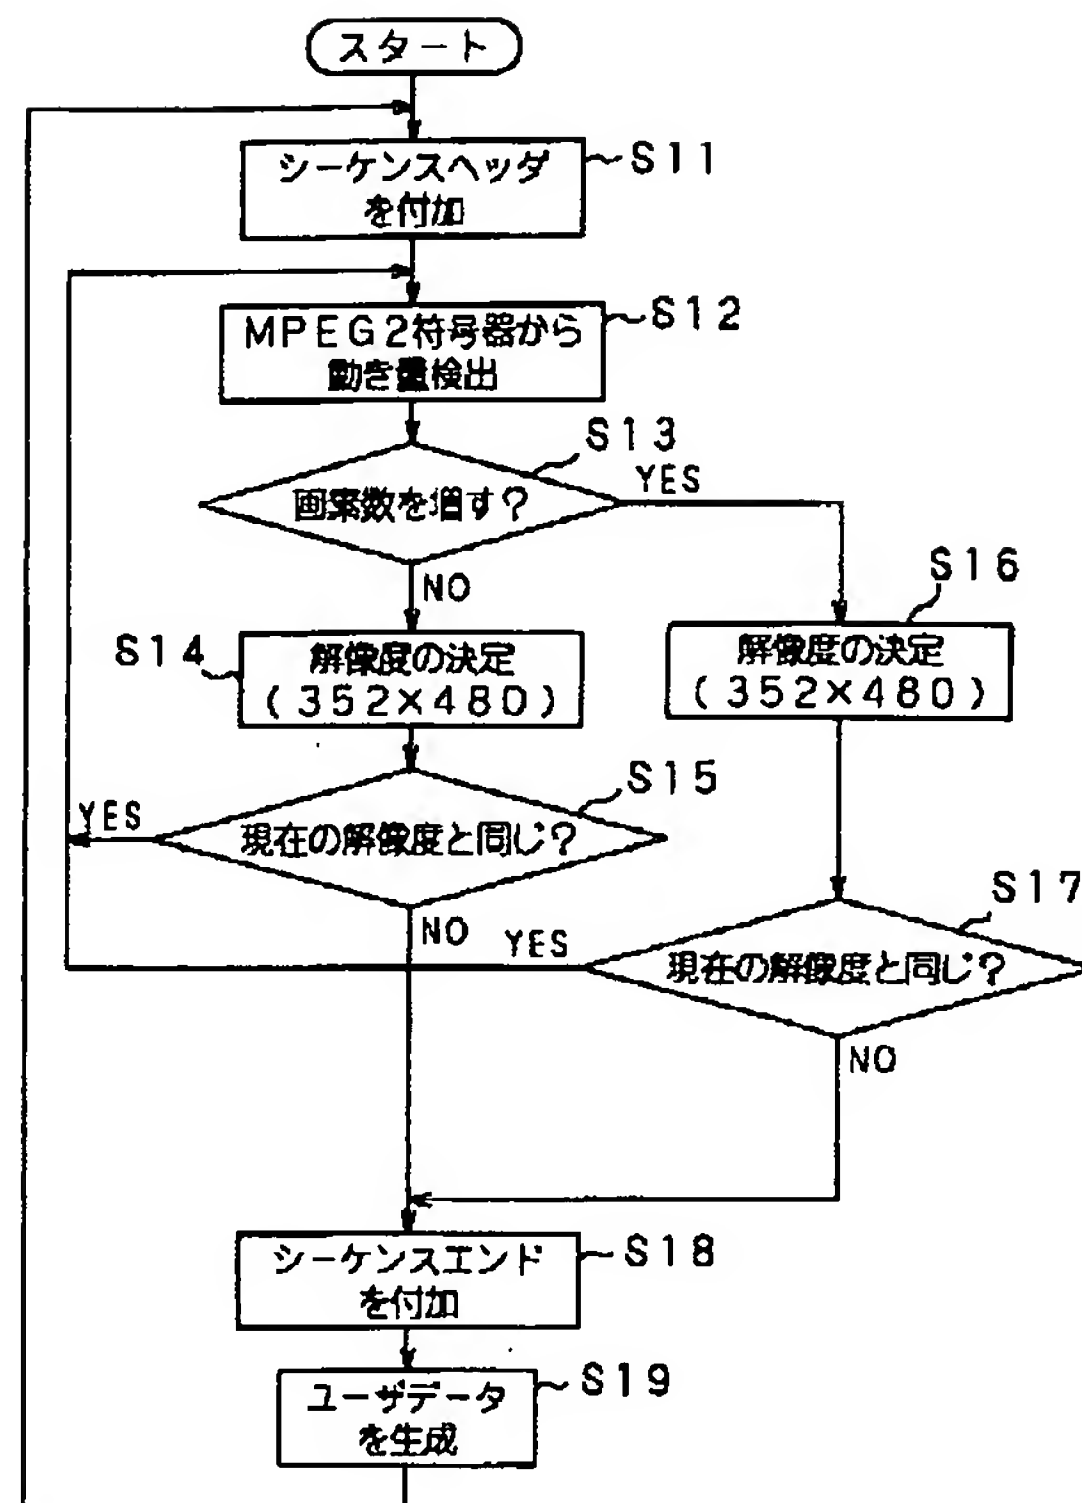 スタート
シーケンスヘッダ
を付加
S11
MPEG2符号器から
動き量検出
S12
画素数を増す？
S13
YES
NO
解像度の決定
(352×480)
S14
解像度の決定
(352×480)
S16
現在の解像度と同じ？
S15
YES
NO
現在の解像度と同じ？
S17
YES
NO
シーケンスエンド
を付加
S18
ユーザデータ
を生成
S19